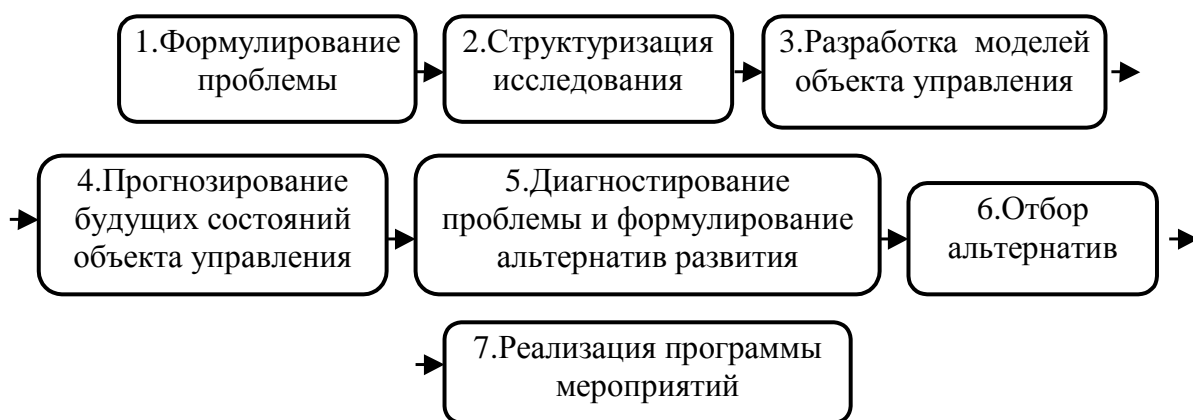 1.Формулирование
проблемы
2.Структуризация
исследования
3.Разработка моделей
объекта управления
4.Прогнозирование
будущих состояний
объекта управления
5.Диагностирование
проблемы и формулирование
альтернатив развития
6.Отбор
альтернатив
7.Реализация программы
мероприятий